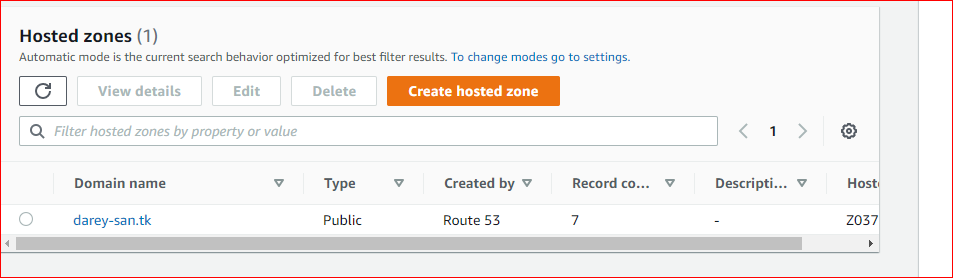 Hosted zones (1)
Automatic mode is the current search behavior optimized for best filter results. To change modes go to settings.
View details Edit Delete Create hosted zone
Filter hosted zones by property or value 1
Domain name Type Created by Record co... Descripti... Hoste
darey-san.tk Public Route 53 7 - Z037